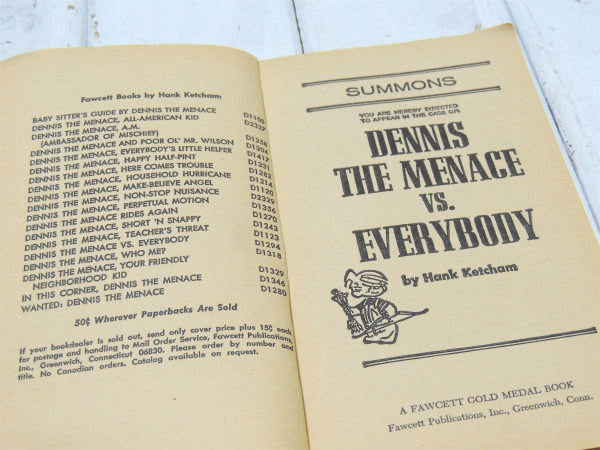 Fawcett Books by Hank Ketcham:
BABY SITTER'S GUIDE BY DENNIS THE MENACE D1109
DENNIS THE MENACE, ALL-AMERICAN KID D2337
DENNIS THE MENACE, A.M.
(AMBASSADOR OF MISCHIEF) D1258
DENNIS THE MENACE AND POOR OL' MR. WILSON D1304
DENNIS THE MENACE, EVERYBODY'S LITTLE HELPER D1417
DENNIS THE MENACE, HAPPY HALF-PINT D1331
DENNIS THE MENACE, HERE COMES TROUBLE D1282
DENNIS THE MENACE, HOUSEHOLD HURRICANE D1214
DENNIS THE MENACE, MAKE-BELIEVE ANGEL D1120
DENNIS THE MENACE, NON-STOP NUISANCE D2329
DENNIS THE MENACE, PERPETUAL MOTION D1356
DENNIS THE MENACE RIDES AGAIN D1270
DENNIS THE MENACE, SHORT 'N SNAPPY D1243
DENNIS THE MENACE, TEACHER'S THREAT D1123
DENNIS THE MENACE VS. EVERYBODY D1294
DENNIS THE MENACE, WHO ME? D1318
DENNIS THE MENACE, YOUR FRIENDLY
NEIGHBORHOOD KID D1329
IN THIS CORNER, DENNIS THE MENACE D1346
WANTED: DENNIS THE MENACE D1280
50¢ Wherever Paperbacks Are Sold
If your bookdealer is sold out, send only cover price plus 15¢ each
for postage and handling to Mail Order Service, Fawcett Publications,
Inc., Greenwich, Connecticut 06830. Please order by number and
title. No Canadian orders. Catalog available on request.
SUMMONS
YOU ARE HEREBY DIRECTED
TO APPEAR IN THE CASE OF:
DENNIS
THE MENACE
VS.
EVERYBODY
by Hank Ketcham
A FAWCETT GOLD MEDAL BOOK
Fawcett Publications, Inc., Greenwich, Conn.